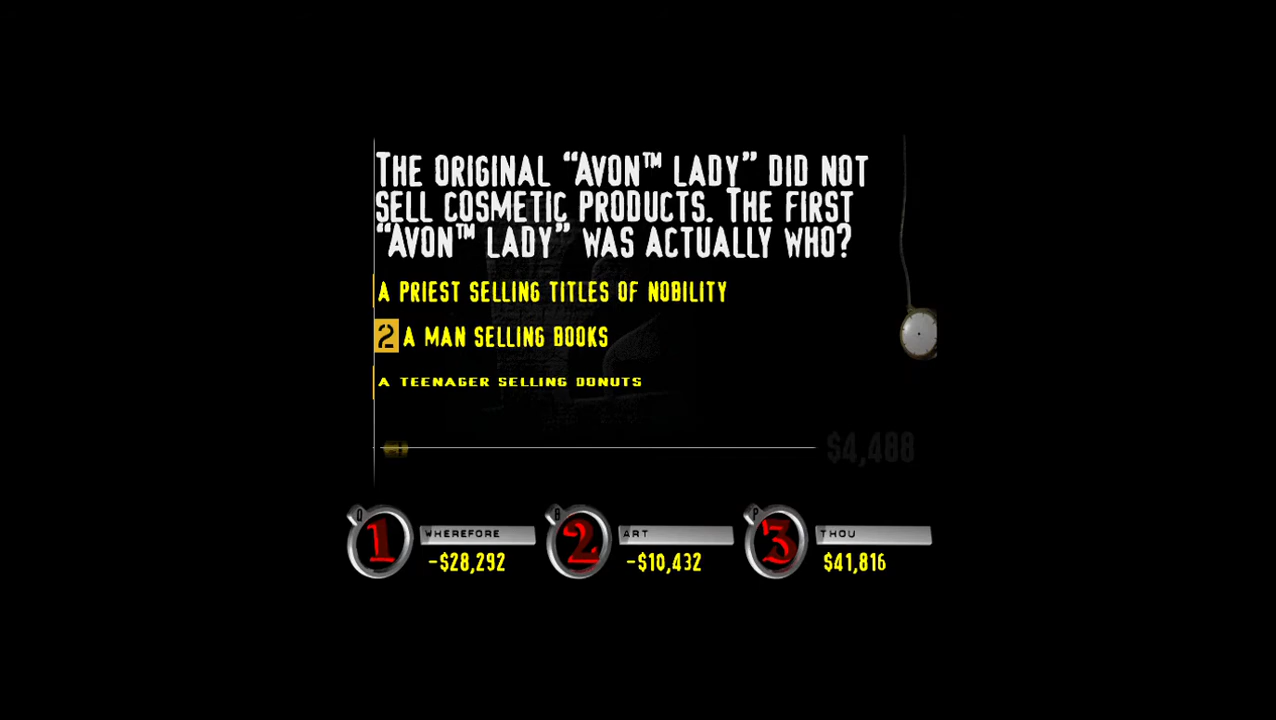 THE ORIGINAL “AVON™ LADY” DID NOT
SELL COSMETIC PRODUCTS. THE FIRST
“AVON™ LADY” WAS ACTUALLY WHO?
A PRIEST SELLING TITLES OF NOBILITY
2 A MAN SELLING BOOKS
A TEENAGER SELLING DONUTS
$4,488
Q 1 WHEREFORE
-$28,292
B 2 ART
-$10,432
P 3 THOU
$41,816